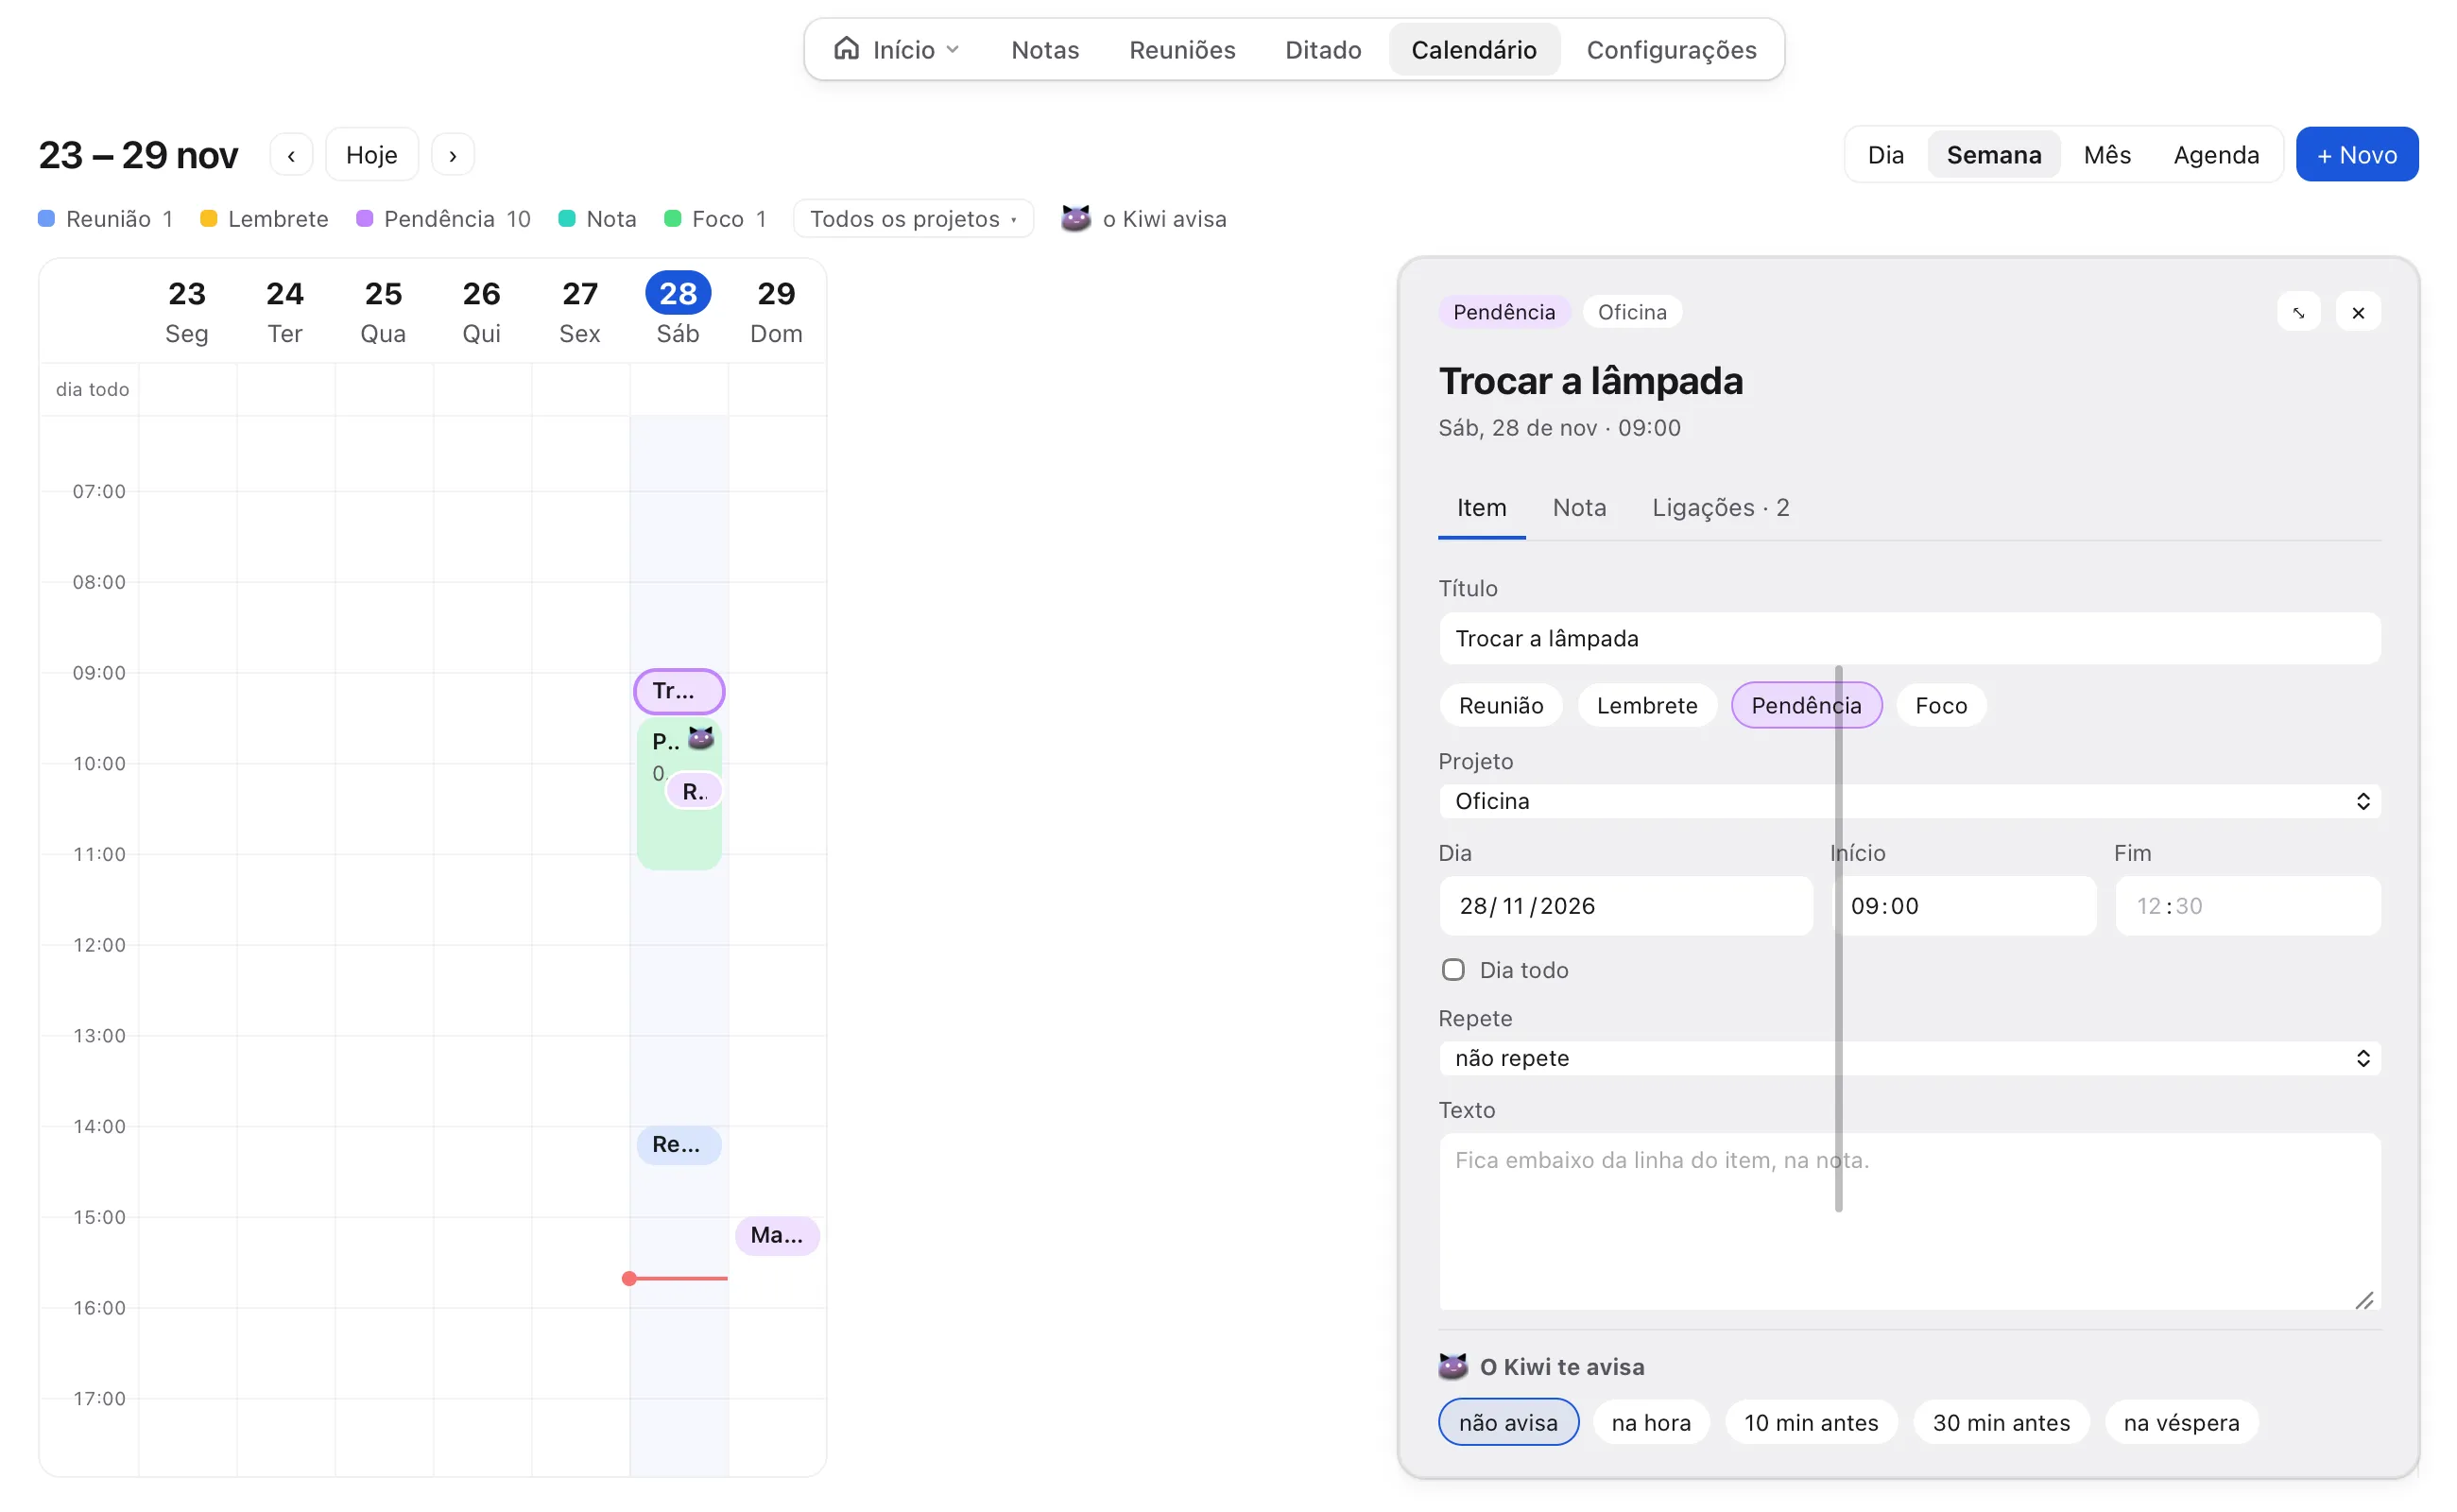 Início
Notas
Reuniões
Ditado
Calendário
Configurações
23 – 29 nov
‹
Hoje
›
Dia
Semana
Mês
Agenda
+ Novo
Reunião 1
Lembrete
Pendência 10
Nota
Foco 1
Todos os projetos
o Kiwi avisa
23 24 25 26 27 28 29
Seg Ter Qua Qui Sex Sáb Dom
dia todo
07:00
08:00
09:00
Tr...
P..
10:00
0.
R..
11:00
12:00
13:00
14:00
Re...
15:00
Ma...
16:00
17:00
Pendência
Oficina
Trocar a lâmpada
Sáb, 28 de nov · 09:00
Item
Nota
Ligações · 2
Título
Trocar a lâmpada
Reunião
Lembrete
Pendência
Foco
Projeto
Oficina
Dia
Início
Fim
28/11/2026
09:00
12:30
Dia todo
Repete
não repete
Texto
Fica embaixo da linha do item, na nota.
O Kiwi te avisa
não avisa
na hora
10 min antes
30 min antes
na véspera